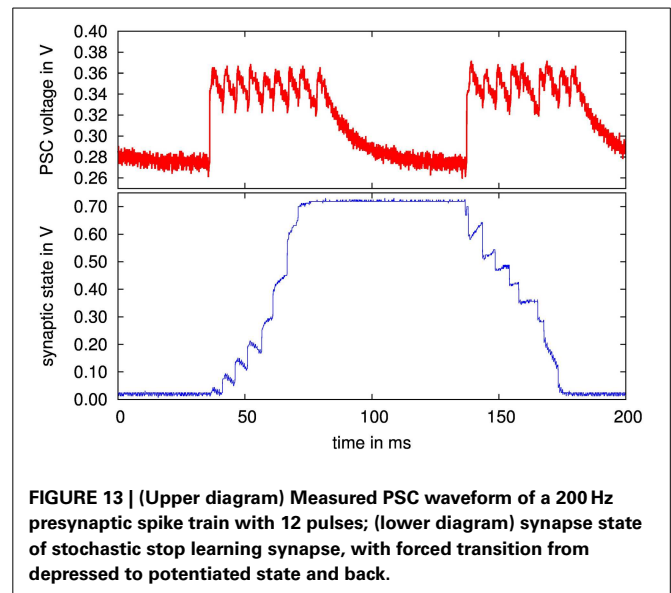 0.40
0.38
0.36
0.34
0.32
0.30
0.28
0.26
PSC voltage in V
0.70
0.60
0.50
0.40
0.30
0.20
0.10
0.00
synaptic state in V
0 50 100 150 200
time in ms
FIGURE 13 | (Upper diagram) Measured PSC waveform of a 200 Hz
presynaptic spike train with 12 pulses; (lower diagram) synapse state
of stochastic stop learning synapse, with forced transition from
depressed to potentiated state and back.